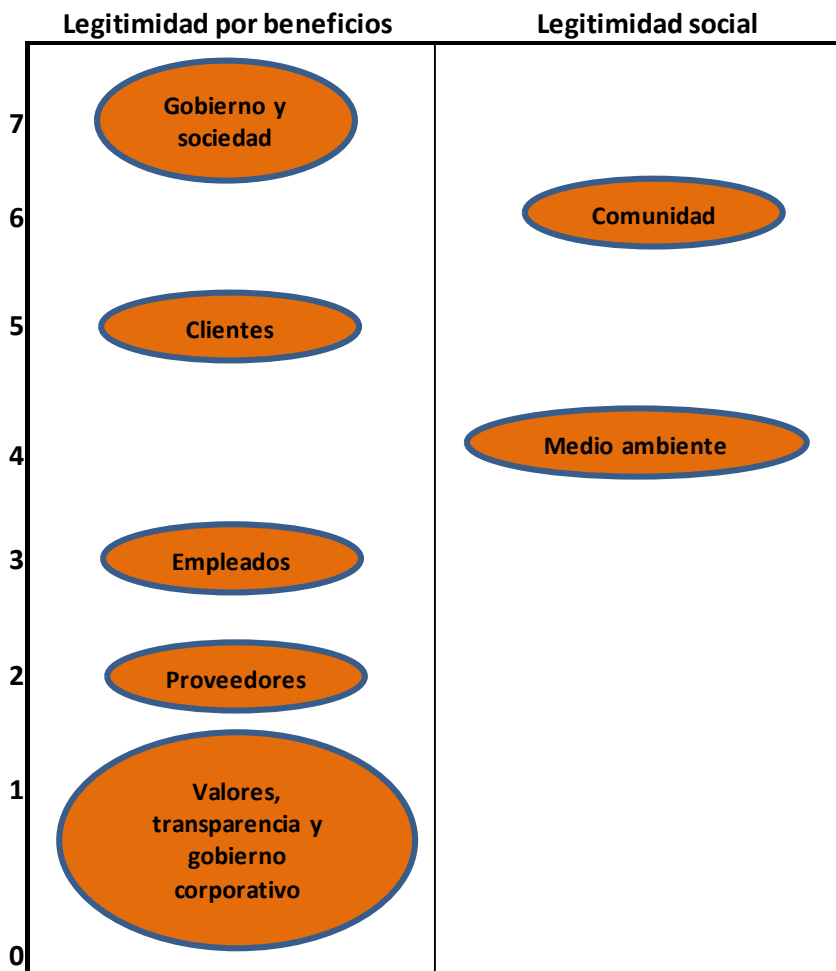 Legitimidad por beneficios
Legitimidad social
7
Gobierno y
sociedad
6
Comunidad
5
Clientes
4
Medio ambiente
3
Empleados
2
Proveedores
1
Valores,
transparencia y
gobierno
corporativo
0